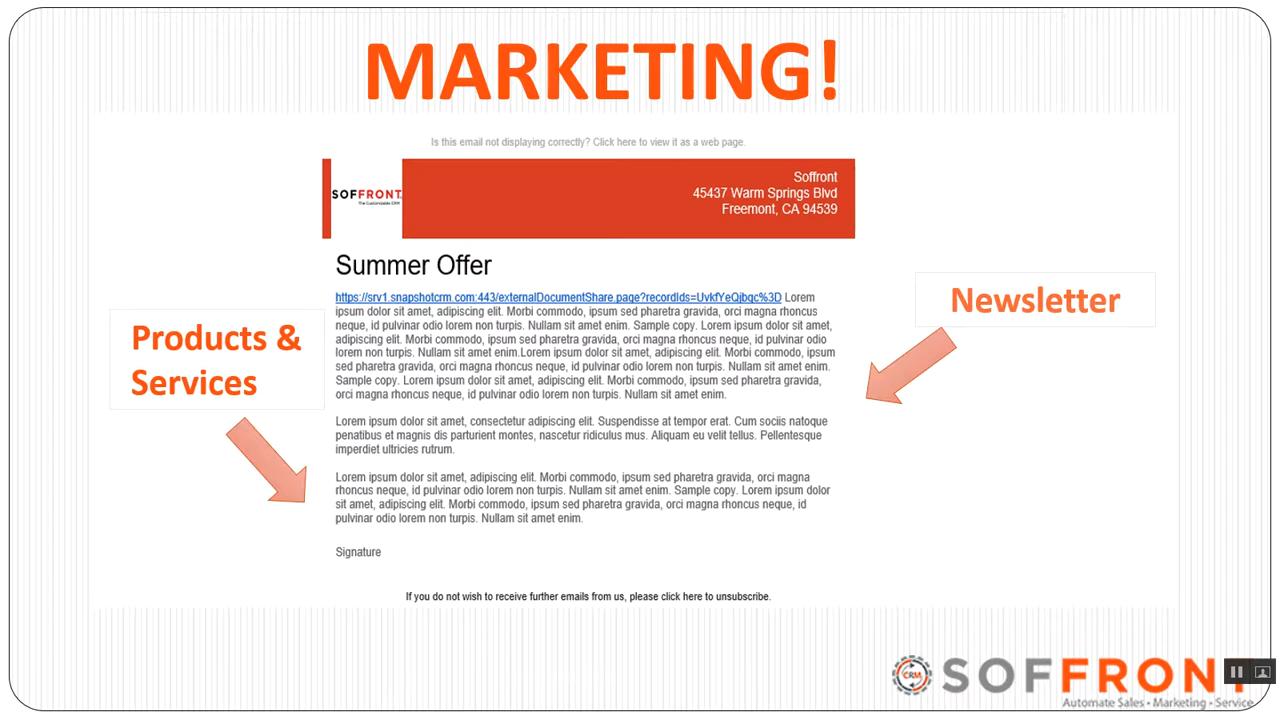 MARKETING!
Is this email not displaying correctly? Click here to view it as a web page.
SOFFRONT
The Customizable CRM
Soffront
45437 Warm Springs Blvd
Freemont, CA 94539
Summer Offer
https://srv1.snapshotcrm.com:443/externalDocumentShare.page?recordIds=UvkfYeQjbqc%3D Lorem
ipsum dolor sit amet, adipiscing elit. Morbi commodo, ipsum sed pharetra gravida, orci magna rhoncus
neque, id pulvinar odio lorem non turpis. Nullam sit amet enim. Sample copy. Lorem ipsum dolor sit amet,
adipiscing elit. Morbi commodo, ipsum sed pharetra gravida, orci magna rhoncus neque, id pulvinar odio
lorem non turpis. Nullam sit amet enim.Lorem ipsum dolor sit amet, adipiscing elit. Morbi commodo, ipsum
sed pharetra gravida, orci magna rhoncus neque, id pulvinar odio lorem non turpis. Nullam sit amet enim.
Sample copy. Lorem ipsum dolor sit amet, adipiscing elit. Morbi commodo, ipsum sed pharetra gravida,
orci magna rhoncus neque, id pulvinar odio lorem non turpis. Nullam sit amet enim.
Lorem ipsum dolor sit amet, consectetur adipiscing elit. Suspendisse at tempor erat. Cum sociis natoque
penatibus et magnis dis parturient montes, nascetur ridiculus mus. Aliquam eu velit tellus. Pellentesque
imperdiet ultricies rutrum.
Lorem ipsum dolor sit amet, adipiscing elit. Morbi commodo, ipsum sed pharetra gravida, orci magna
rhoncus neque, id pulvinar odio lorem non turpis. Nullam sit amet enim. Sample copy. Lorem ipsum dolor
sit amet, adipiscing elit. Morbi commodo, ipsum sed pharetra gravida, orci magna rhoncus neque, id
pulvinar odio lorem non turpis. Nullam sit amet enim.
Signature
If you do not wish to receive further emails from us, please click here to unsubscribe.
Products &
Services
Newsletter
CRM
SOFFRONT
Automate Sales • Marketing • Service